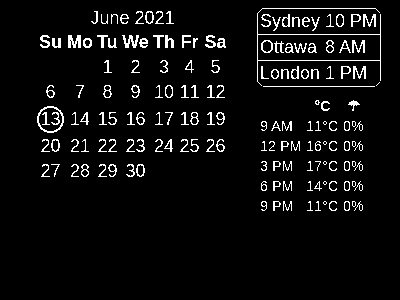 June 2021
Su Mo Tu We Th Fr Sa
1 2 3 4 5
6 7 8 9 10 11 12
13 14 15 16 17 18 19
20 21 22 23 24 25 26
27 28 29 30
Sydney 10 PM
Ottawa 8 AM
London 1 PM
°C ☂
9 AM 11°C 0%
12 PM 16°C 0%
3 PM 17°C 0%
6 PM 14°C 0%
9 PM 11°C 0%